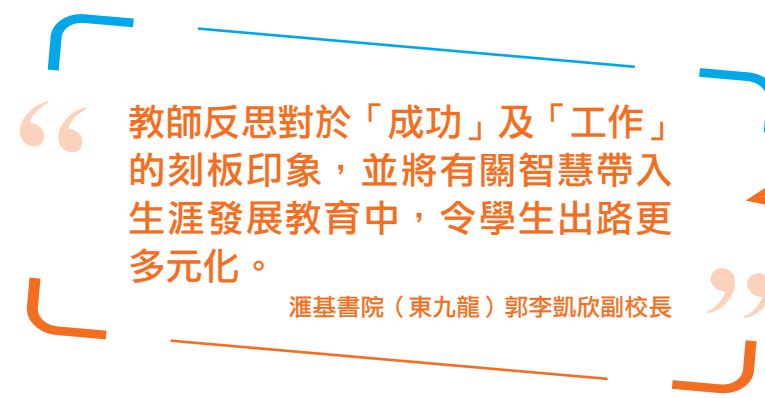 教師反思對於「成功」及「工作」
的刻板印象，並將有關智慧帶入
生涯發展教育中，令學生出路更
多元化。
滙基書院（東九龍）郭李凱欣副校長